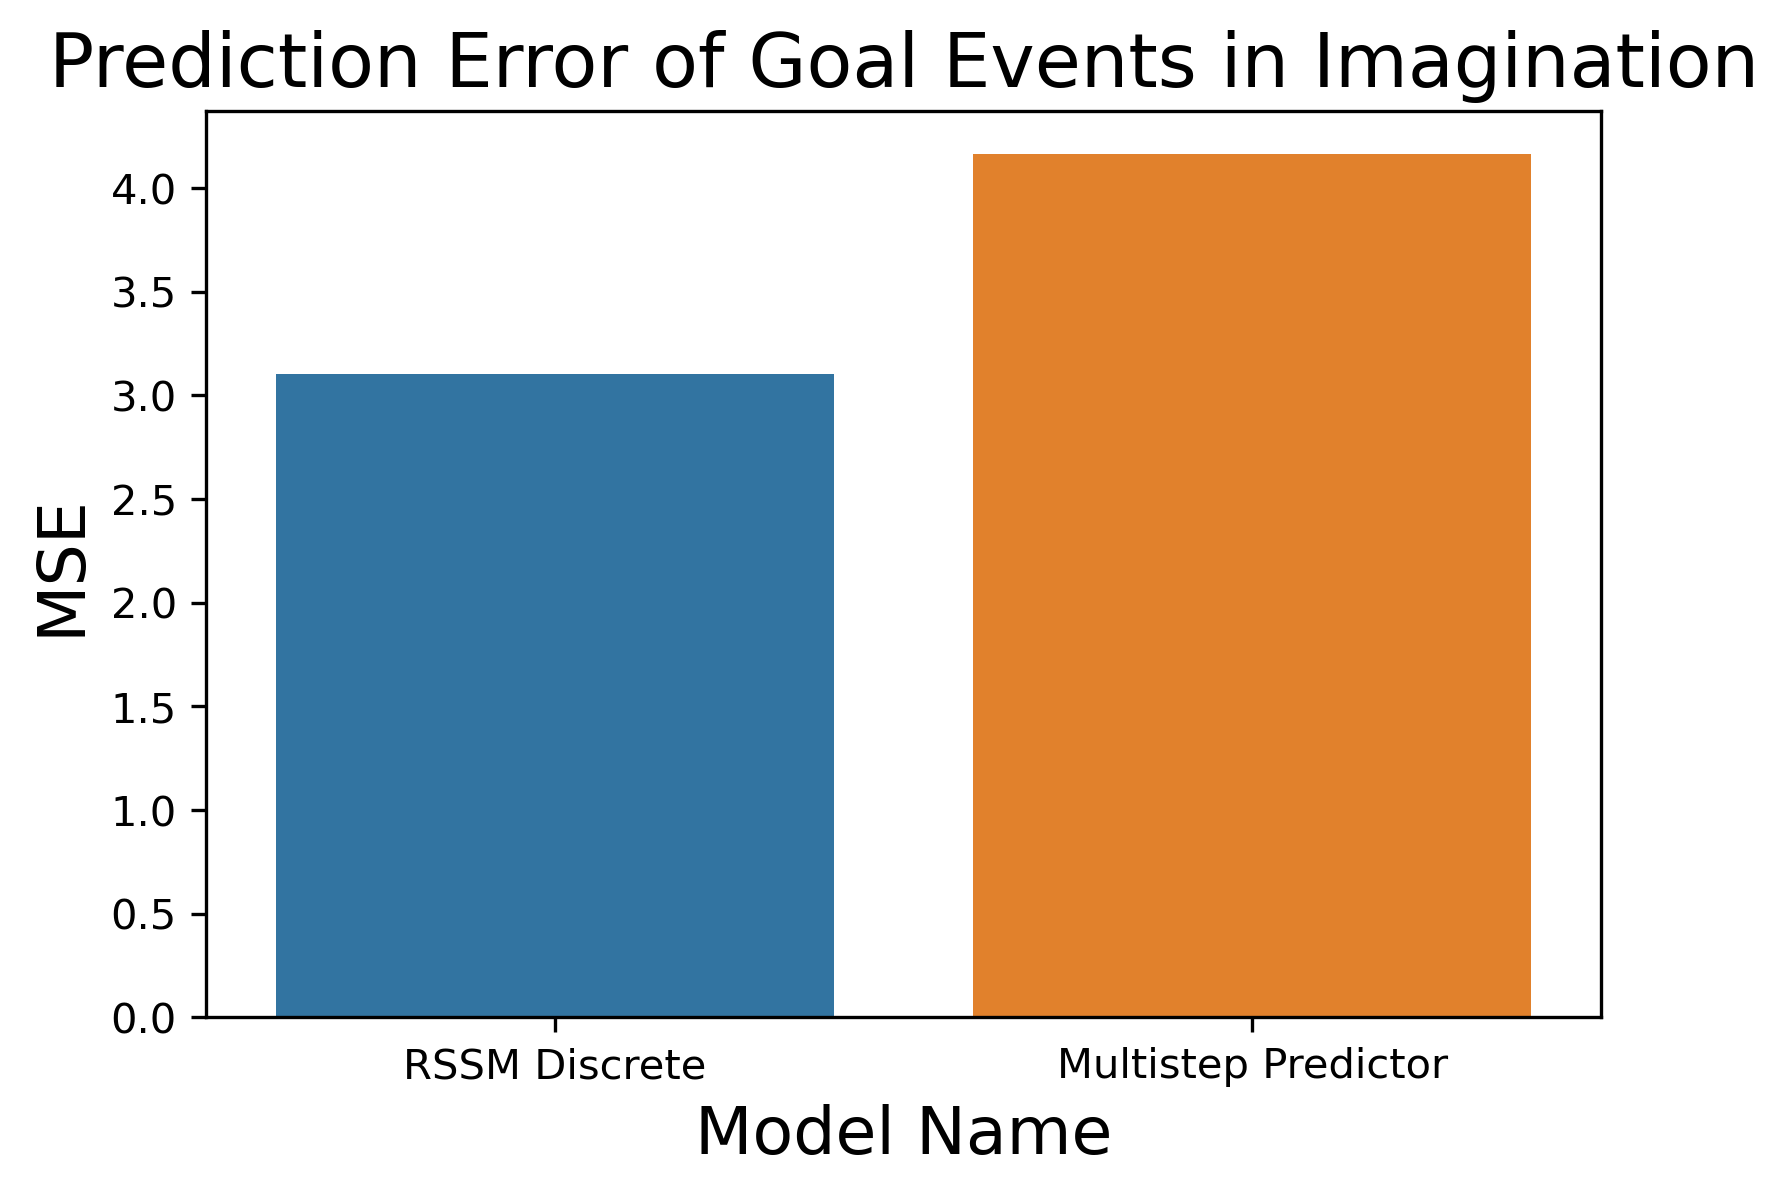 Prediction Error of Goal Events in Imagination
MSE
4.0
3.5
3.0
2.5
2.0
1.5
1.0
0.5
0.0
RSSM Discrete
Multistep Predictor
Model Name